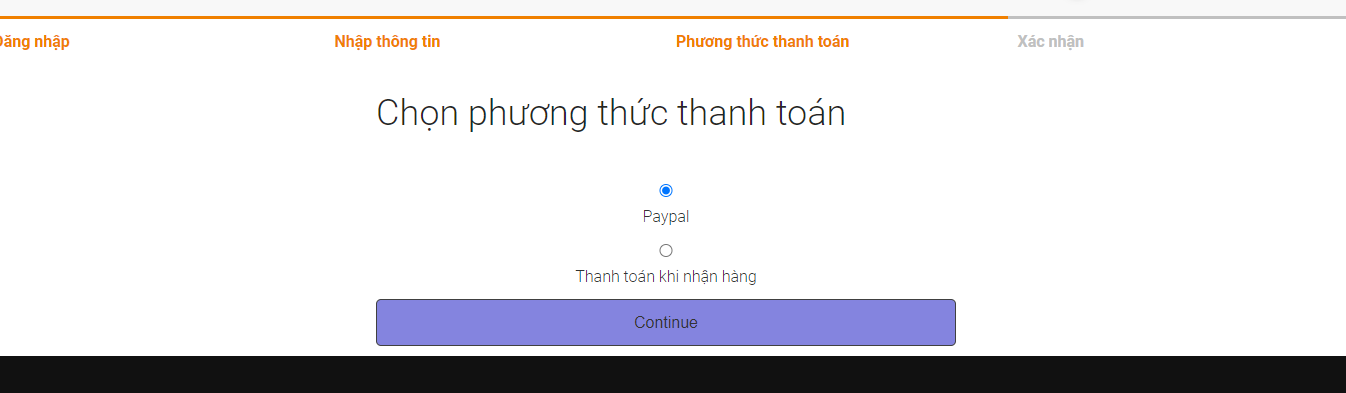 Đăng nhập
Nhập thông tin
Phương thức thanh toán
Xác nhận
Chọn phương thức thanh toán
Paypal
Thanh toán khi nhận hàng
Continue